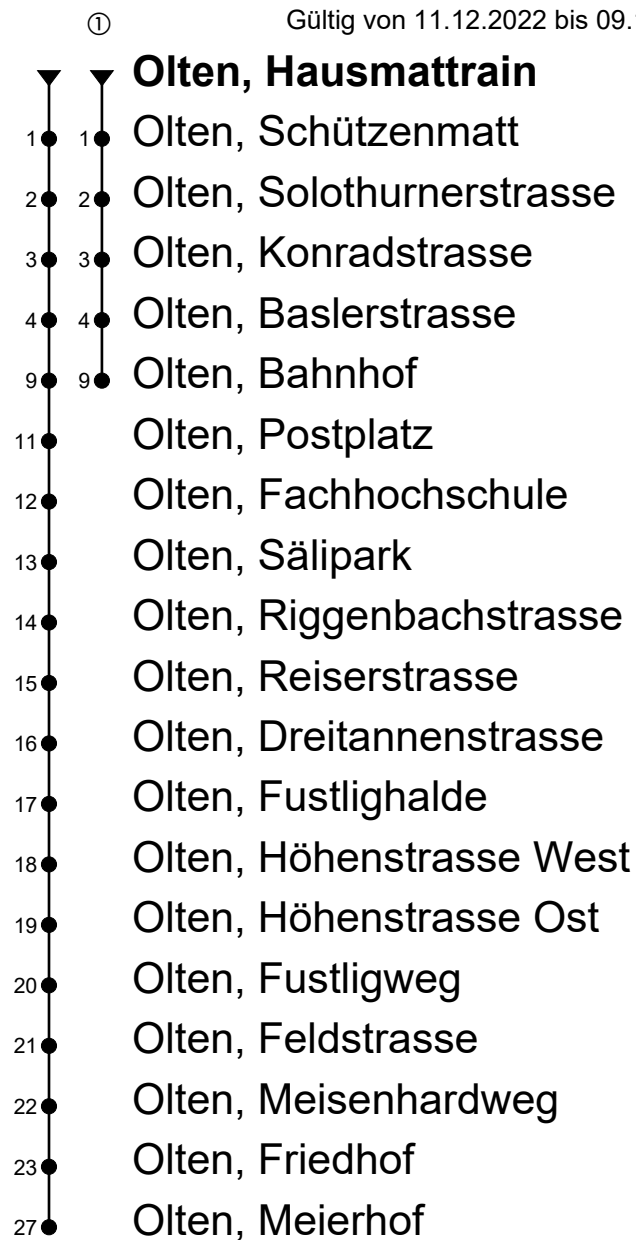 ① Gültig von 11.12.2022 bis 09.
Olten, Hausmattrain
1 1 Olten, Schützenmatt
2 2 Olten, Solothurnerstrasse
3 3 Olten, Konradstrasse
4 4 Olten, Baslerstrasse
9 9 Olten, Bahnhof
11 Olten, Postplatz
12 Olten, Fachhochschule
13 Olten, Sälipark
14 Olten, Riggenbachstrasse
15 Olten, Reiserstrasse
16 Olten, Dreitannenstrasse
17 Olten, Fustlighalde
18 Olten, Höhenstrasse West
19 Olten, Höhenstrasse Ost
20 Olten, Fustligweg
21 Olten, Feldstrasse
22 Olten, Meisenhardweg
23 Olten, Friedhof
27 Olten, Meierhof